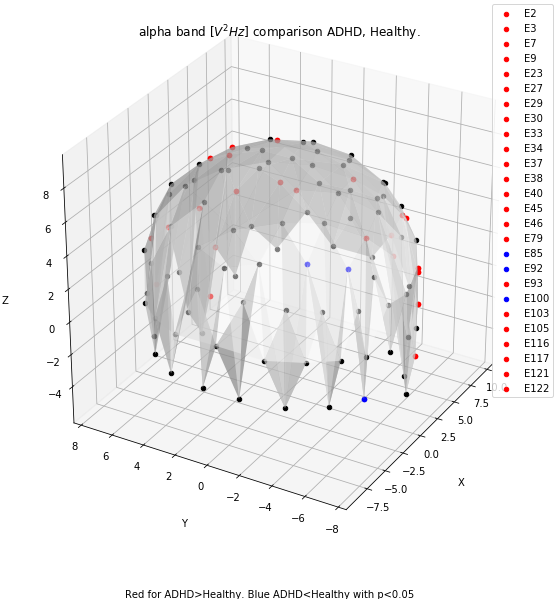 alpha band [V²Hz] comparison ADHD, Healthy.
E2
E3
E7
E9
E23
E27
E29
E30
E33
E34
E37
E38
E40
E45
E46
E79
E85
E92
E93
E100
E103
E105
E116
E117
E121
E122
8
6
4
2
0
−2
−4
Z
8
6
4
2
0
−2
−4
−6
−8
Y
−7.5
−5.0
−2.5
0.0
2.5
5.0
7.5
X
Red for ADHD>Healthy. Blue ADHD<Healthy with p<0.05